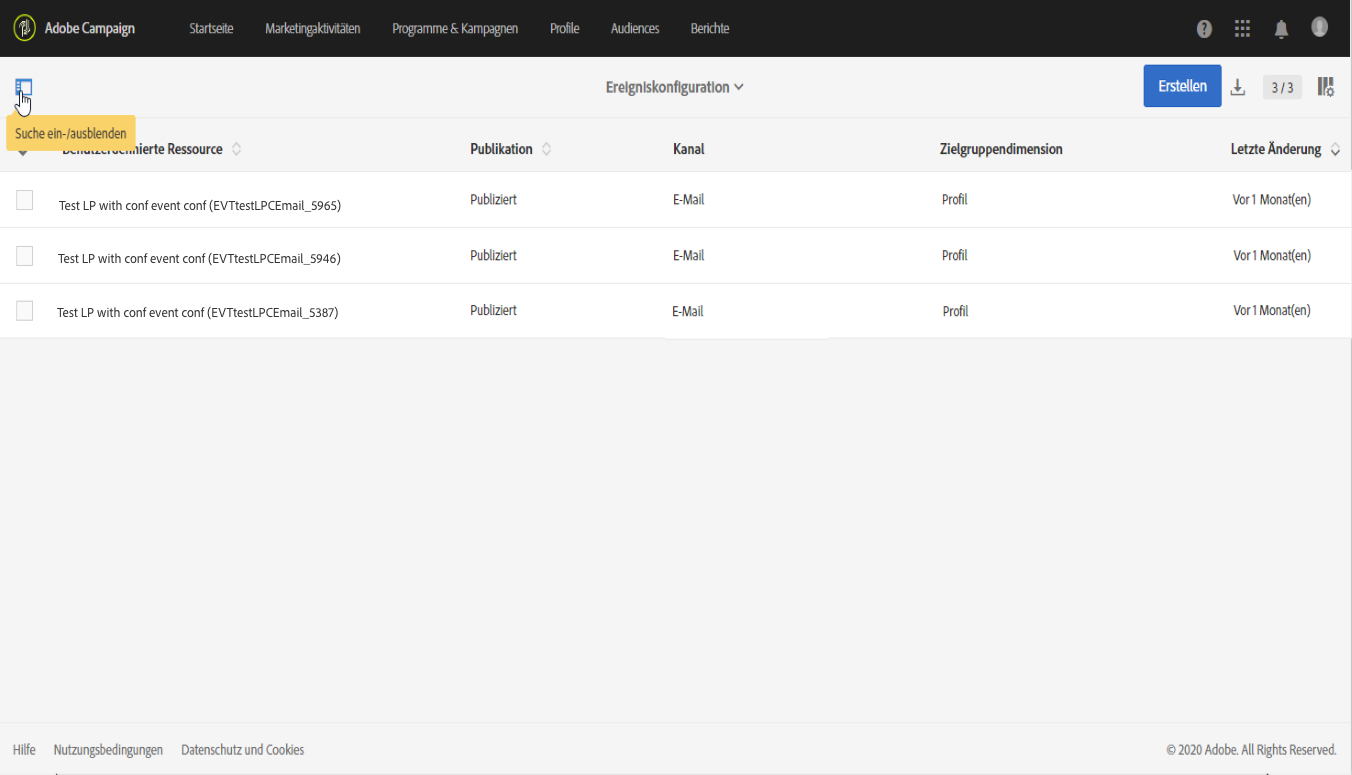 Adobe Campaign Startseite Marketingaktivitäten Programme & Kampagnen Profile Audiences Berichte
Ereigniskonfiguration Erstellen 3 / 3
Suche ein-/ausblenden
Benutzerdefinierte Ressource Publikation Kanal Zielgruppendimension Letzte Änderung
Test LP with conf event conf (EVTtestLPCEmail_5965) Publiziert E-Mail Profil Vor 1 Monat(en)
Test LP with conf event conf (EVTtestLPCEmail_5946) Publiziert E-Mail Profil Vor 1 Monat(en)
Test LP with conf event conf (EVTtestLPCEmail_5387) Publiziert E-Mail Profil Vor 1 Monat(en)
Hilfe Nutzungsbedingungen Datenschutz und Cookies © 2020 Adobe. All Rights Reserved.